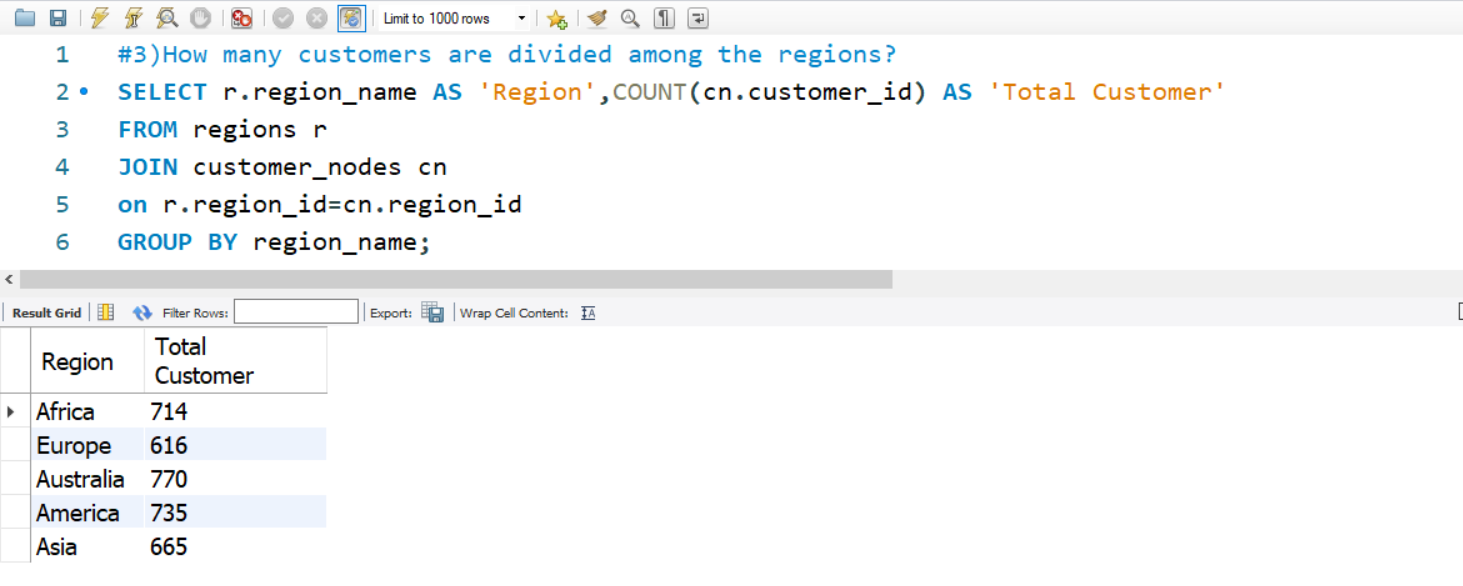 Limit to 1000 rows
1 #3)How many customers are divided among the regions?
2 SELECT r.region_name AS 'Region',COUNT(cn.customer_id) AS 'Total Customer'
3 FROM regions r
4 JOIN customer_nodes cn
5 on r.region_id=cn.region_id
6 GROUP BY region_name;
Result Grid Filter Rows: Export: Wrap Cell Content:
Region Total Customer
Africa 714
Europe 616
Australia 770
America 735
Asia 665